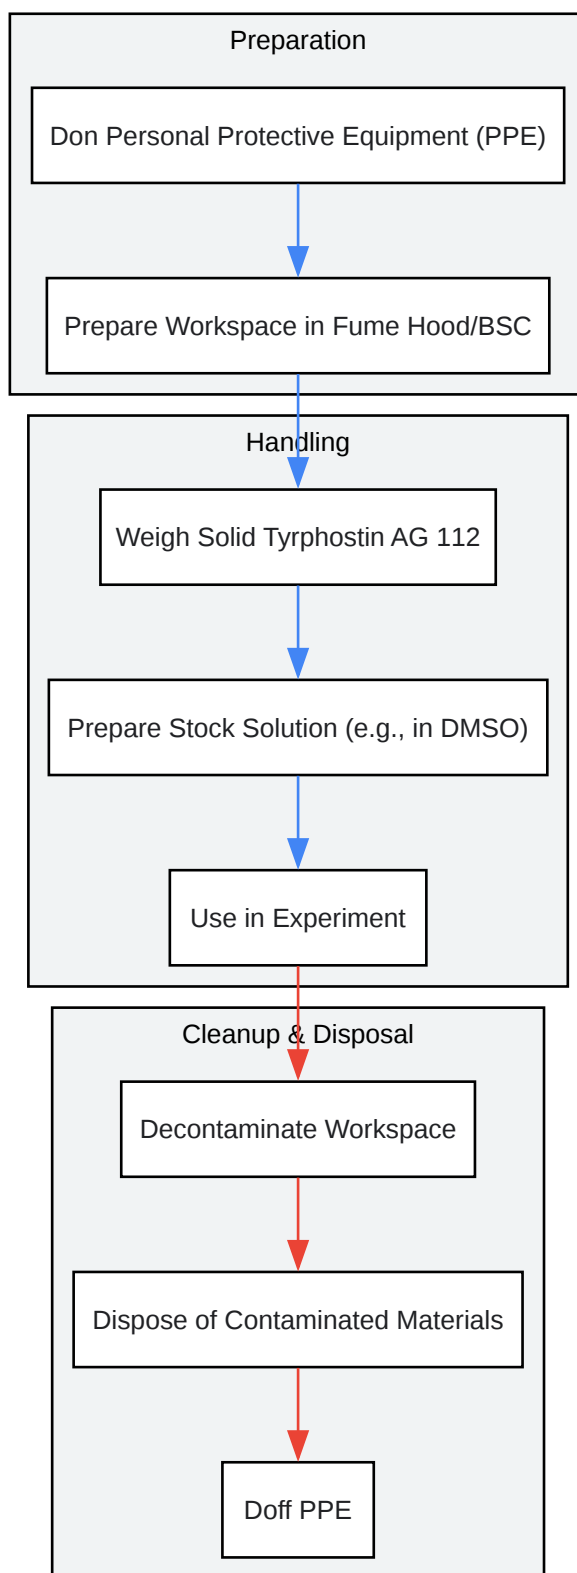 Preparation
Don Personal Protective Equipment (PPE)
Prepare Workspace in Fume Hood/BSC
Handling
Weigh Solid Tyrphostin AG 112
Prepare Stock Solution (e.g., in DMSO)
Use in Experiment
Cleanup & Disposal
Decontaminate Workspace
Dispose of Contaminated Materials
Doff PPE